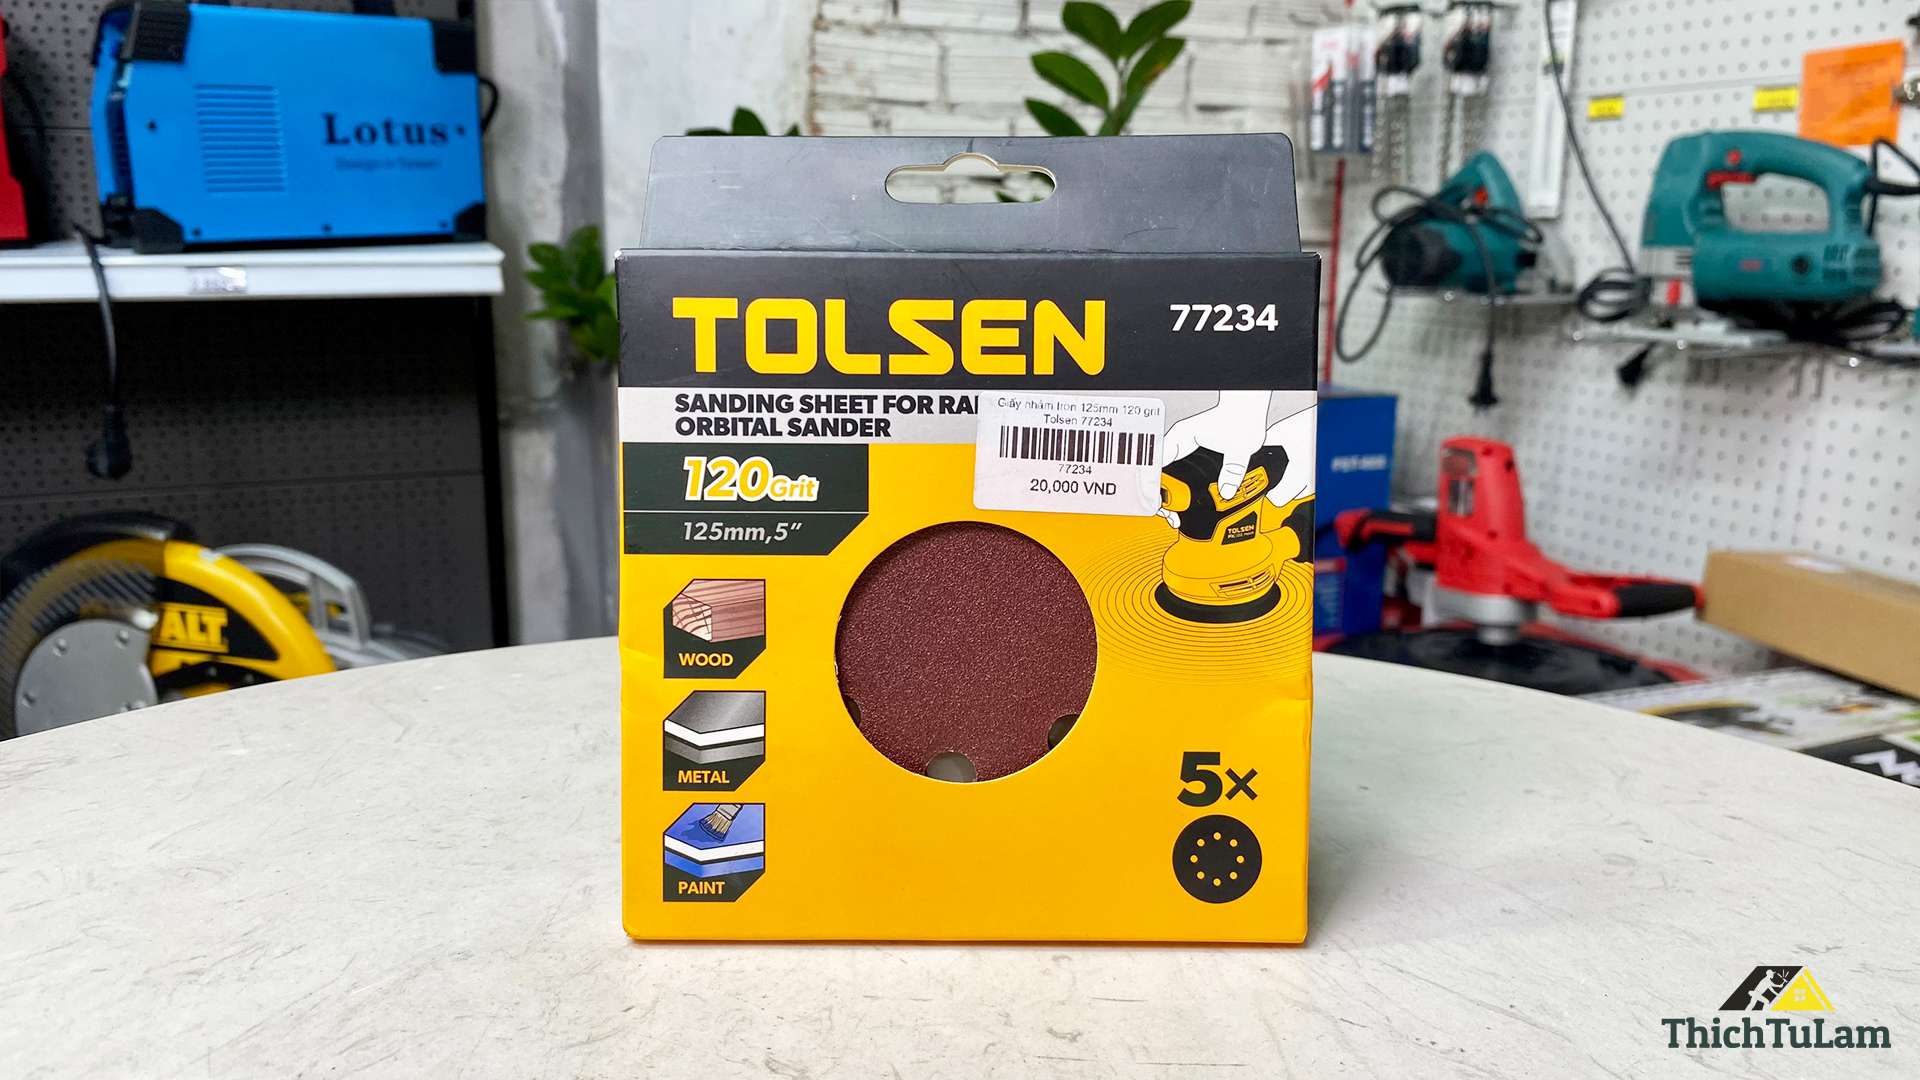 Lotus
TOLSEN
77234
SANDING SHEET FOR RA
ORBITAL SANDER
Giấy nhám tròn 125mm 120 grit
Tolsen 77234
77234
20,000 VND
120Grit
125mm,5"
TOLSEN
WOOD
METAL
PAINT
5x
ALT
ThichTuLam